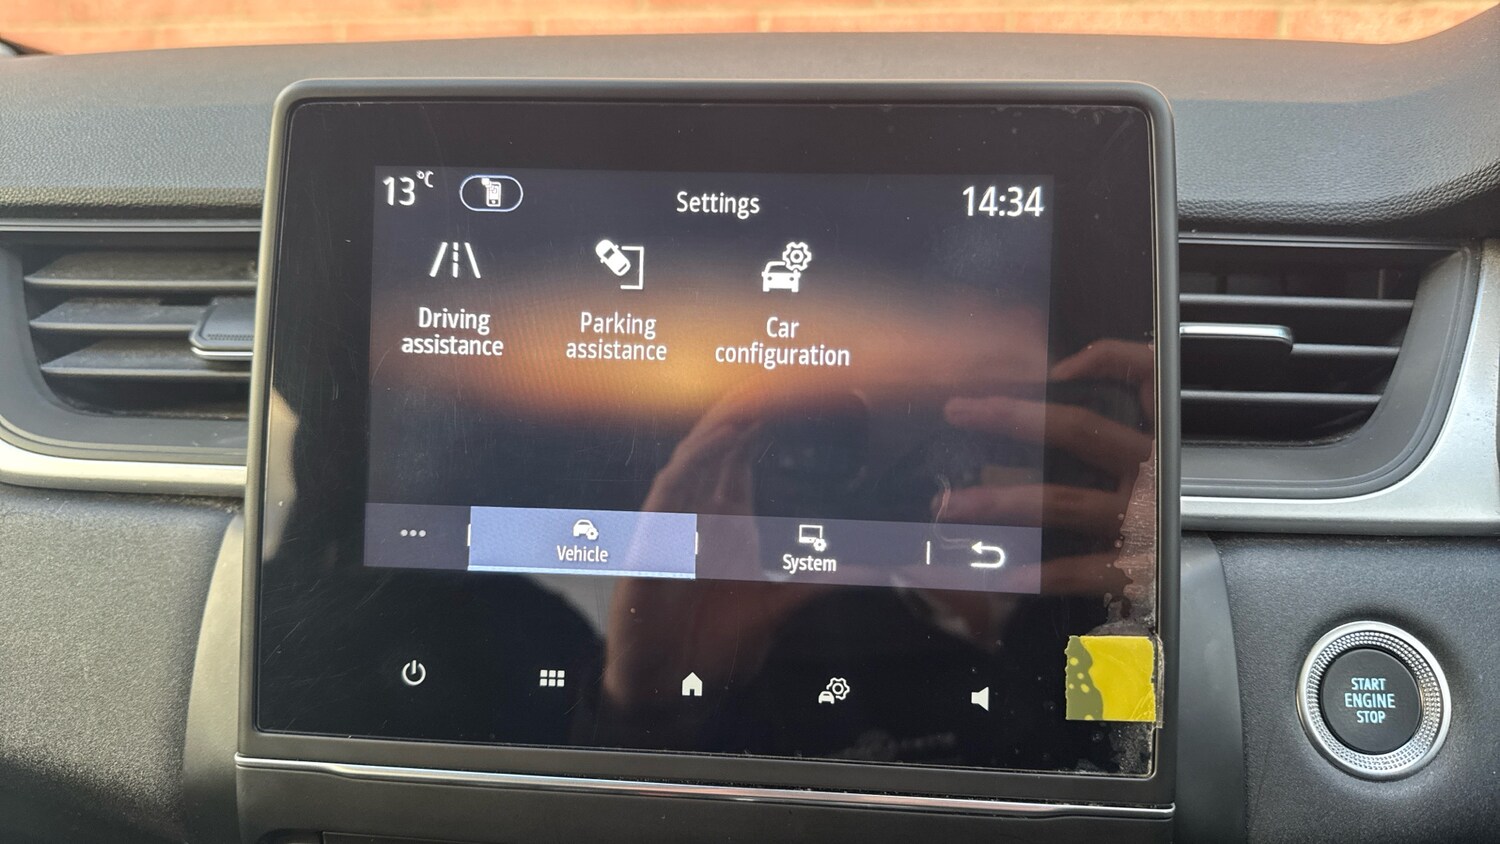 13°C
Settings
14:34
Driving
assistance
Parking
assistance
Car
configuration
Vehicle
System
START
ENGINE
STOP